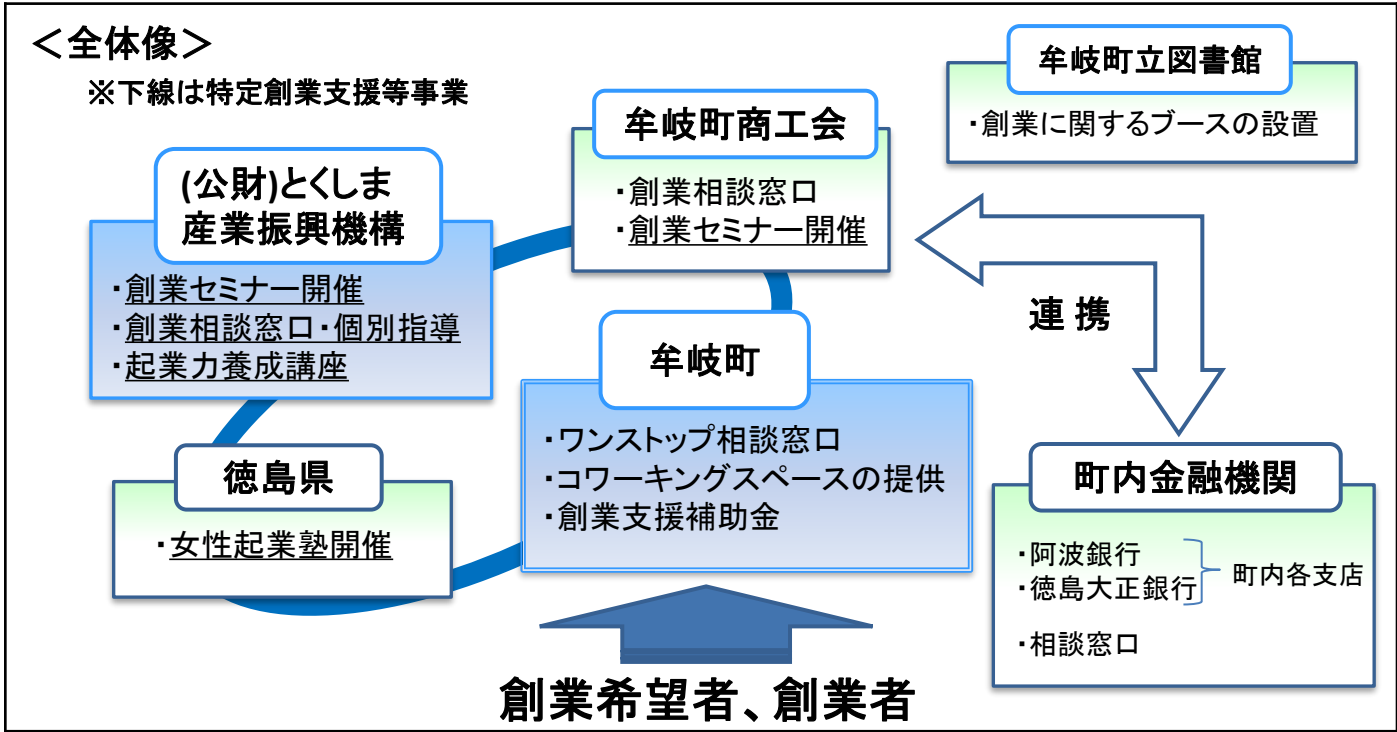 ＜全体像＞
※下線は特定創業支援等事業
牟岐町立図書館
・創業に関するブースの設置
牟岐町商工会
・創業相談窓口
・創業セミナー開催
(公財)とくしま
産業振興機構
・創業セミナー開催
・創業相談窓口・個別指導
・起業力養成講座
連 携
牟岐町
・ワンストップ相談窓口
・コワーキングスペースの提供
・創業支援補助金
徳島県
・女性起業塾開催
町内金融機関
・阿波銀行
・徳島大正銀行
町内各支店
・相談窓口
創業希望者、創業者